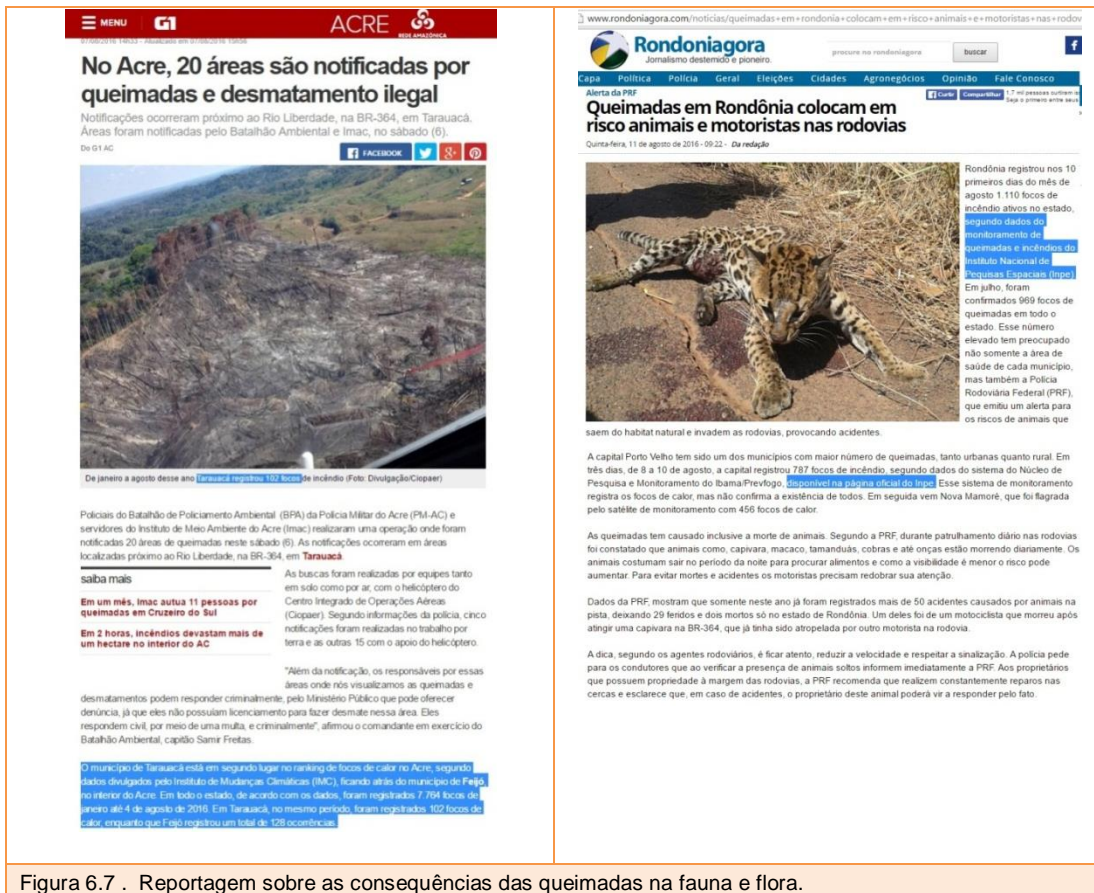 MENU G1 ACRE REDE AMAZÔNICA
07/08/2016 14h33 - Atualizado em 07/08/2016 15h56
No Acre, 20 áreas são notificadas por
queimadas e desmatamento ilegal
Notificações ocorreram próximo ao Rio Liberdade, na BR-364, em Tarauacá.
Áreas foram notificadas pelo Batalhão Ambiental e Imac, no sábado (6).
Do G1 AC
FACEBOOK
De janeiro a agosto desse ano Tarauacá registrou 102 focos de incêndio (Foto: Divulgação/Ciopaer)
Policiais do Batalhão de Policiamento Ambiental (BPA) da Polícia Militar do Acre (PM-AC) e
servidores do Instituto de Meio Ambiente do Acre (Imac) realizaram uma operação onde foram
notificadas 20 áreas de queimadas neste sábado (6). As notificações ocorreram em áreas
localizadas próximo ao Rio Liberdade, na BR-364, em Tarauacá.
saiba mais
Em um mês, Imac autua 11 pessoas por
queimadas em Cruzeiro do Sul
Em 2 horas, incêndios devastam mais de
um hectare no interior do AC
As buscas foram realizadas por equipes tanto
em solo como por ar, com o helicóptero do
Centro Integrado de Operações Aéreas
(Ciopaer). Segundo informações da polícia, cinco
notificações foram realizadas no trabalho por
terra e as outras 15 com o apoio do helicóptero.
"Além da notificação, os responsáveis por essas
áreas onde nós visualizamos as queimadas e
desmatamentos podem responder criminalmente, pelo Ministério Público que pode oferecer
denúncia, já que eles não possuíam licenciamento para fazer desmate nessa área. Eles
respondem civil, por meio de uma multa, e criminalmente", afirmou o comandante em exercício do
Batalhão Ambiental, capitão Samir Freitas.
O município de Tarauacá está em segundo lugar no ranking de focos de calor no Acre, segundo
dados divulgados pelo Instituto de Mudanças Climáticas (IMC), ficando atrás do município de Feijó,
no interior do Acre. Em todo o estado, de acordo com os dados, foram registrados 7.764 focos de
janeiro até 4 de agosto de 2016. Em Tarauacá, no mesmo período, foram registrados 102 focos de
calor, enquanto que Feijó registrou um total de 128 ocorrências.
www.rondoniagora.com/noticias/queimadas+em+rondonia+colocam+em+risco+animais+e+motoristas+nas+rodov
Rondoniagora
Jornalismo destemido e pioneiro.
procure no rondoniagora buscar
Capa Política Polícia Geral Eleições Cidades Agronegócios Opinião Fale Conosco
Alerta da PRF
Curtir Compartilhar 1,7 mil pessoas curtiram is
Seja o primeiro entre seus
Queimadas em Rondônia colocam em
risco animais e motoristas nas rodovias
Quinta-feira, 11 de agosto de 2016 - 09:22 - Da redação
Rondônia registrou nos 10
primeiros dias do mês de
agosto 1.110 focos de
incêndio ativos no estado,
segundo dados do
monitoramento de
queimadas e incêndios do
Instituto Nacional de
Pequisas Espaciais (Inpe)
Em julho, foram
confirmados 969 focos de
queimadas em todo o
estado. Esse número
elevado tem preocupado
não somente a área de
saúde de cada município,
mas também a Polícia
Rodoviária Federal (PRF),
que emitiu um alerta para
os riscos de animais que
saem do habitat natural e invadem as rodovias, provocando acidentes.
A capital Porto Velho tem sido um dos municípios com maior número de queimadas, tanto urbanas quanto rural. Em
três dias, de 8 a 10 de agosto, a capital registrou 787 focos de incêndio, segundo dados do sistema do Núcleo de
Pesquisa e Monitoramento do Ibama/Prevfogo, disponível na página oficial do Inpe. Esse sistema de monitoramento
registra os focos de calor, mas não confirma a existência de todos. Em seguida vem Nova Mamoré, que foi flagrada
pelo satélite de monitoramento com 456 focos de calor.
As queimadas tem causado inclusive a morte de animais. Segundo a PRF, durante patrulhamento diário nas rodovias
foi constatado que animais como, capivara, macaco, tamanduás, cobras e até onças estão morrendo diariamente. Os
animais costumam sair no período da noite para procurar alimentos e como a visibilidade é menor o risco pode
aumentar. Para evitar mortes e acidentes os motoristas precisam redobrar sua atenção.
Dados da PRF, mostram que somente neste ano já foram registrados mais de 50 acidentes causados por animais na
pista, deixando 29 feridos e dois mortos só no estado de Rondônia. Um deles foi de um motociclista que morreu após
atingir uma capivara na BR-364, que já tinha sido atropelada por outro motorista na rodovia.
A dica, segundo os agentes rodoviários, é ficar atento, reduzir a velocidade e respeitar a sinalização. A polícia pede
para os condutores que ao verificar a presença de animais soltos informem imediatamente a PRF. Aos proprietários
que possuem propriedade à margem das rodovias, a PRF recomenda que realizem constantemente reparos nas
cercas e esclarece que, em caso de acidentes, o proprietário deste animal poderá vir a responder pelo fato.
Figura 6.7 . Reportagem sobre as consequências das queimadas na fauna e flora.